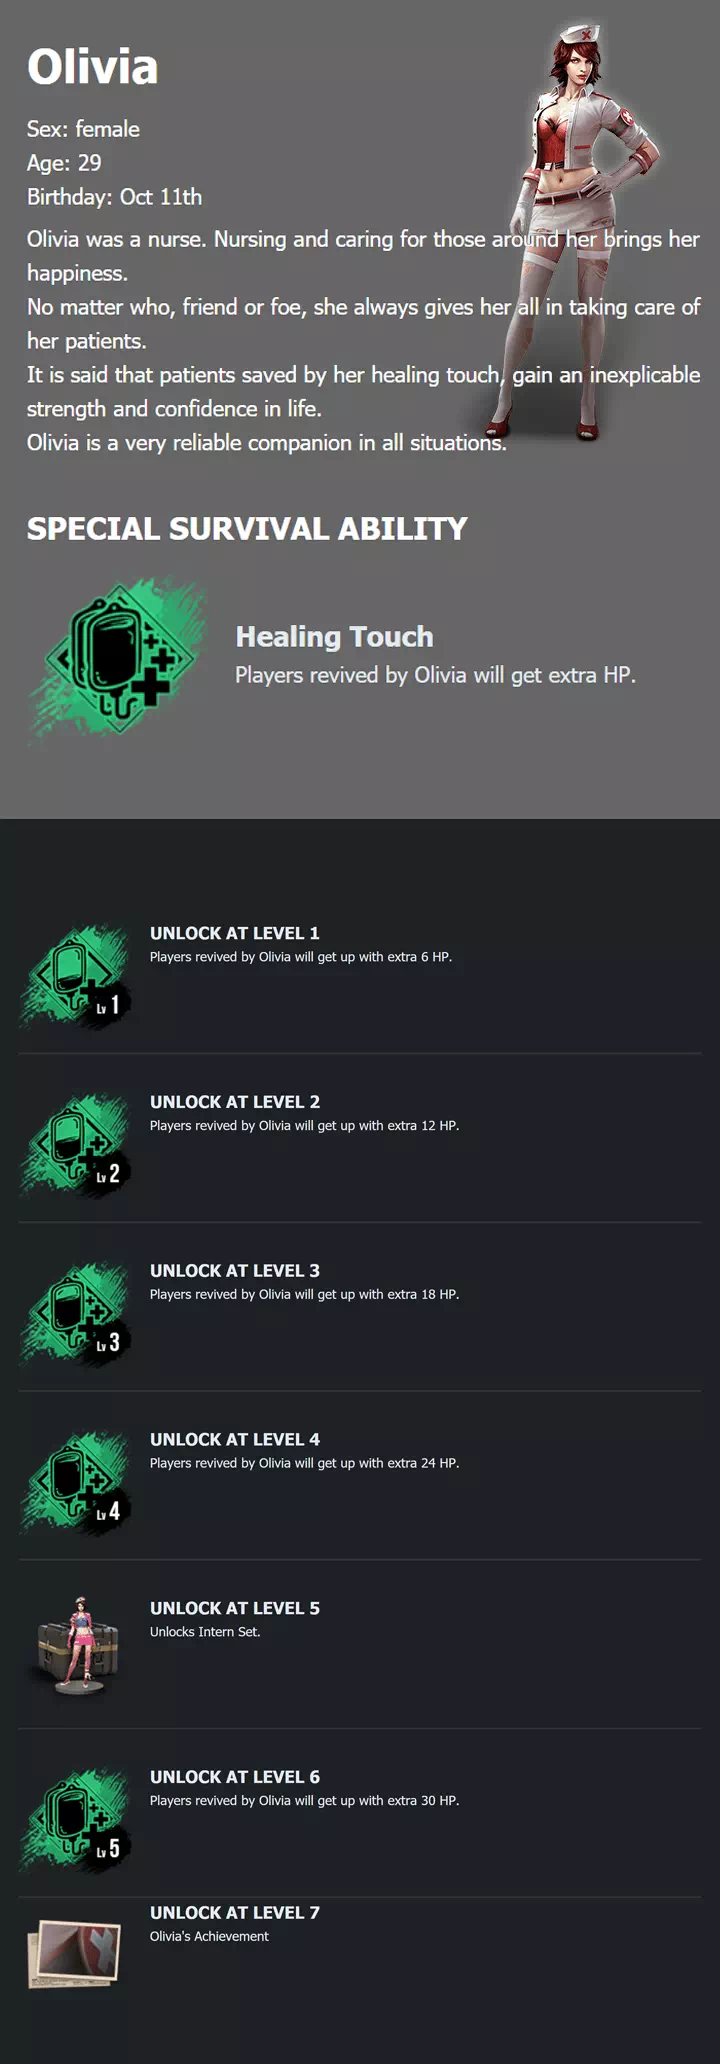 Olivia
Sex: female
Age: 29
Birthday: Oct 11th
Olivia was a nurse. Nursing and caring for those around her brings her
happiness.
No matter who, friend or foe, she always gives her all in taking care of
her patients.
It is said that patients saved by her healing touch, gain an inexplicable
strength and confidence in life.
Olivia is a very reliable companion in all situations.
SPECIAL SURVIVAL ABILITY
Healing Touch
Players revived by Olivia will get extra HP.
UNLOCK AT LEVEL 1
Players revived by Olivia will get up with extra 6 HP.
Lv 1
UNLOCK AT LEVEL 2
Players revived by Olivia will get up with extra 12 HP.
Lv 2
UNLOCK AT LEVEL 3
Players revived by Olivia will get up with extra 18 HP.
Lv 3
UNLOCK AT LEVEL 4
Players revived by Olivia will get up with extra 24 HP.
Lv 4
UNLOCK AT LEVEL 5
Unlocks Intern Set.
UNLOCK AT LEVEL 6
Players revived by Olivia will get up with extra 30 HP.
Lv 5
UNLOCK AT LEVEL 7
Olivia's Achievement